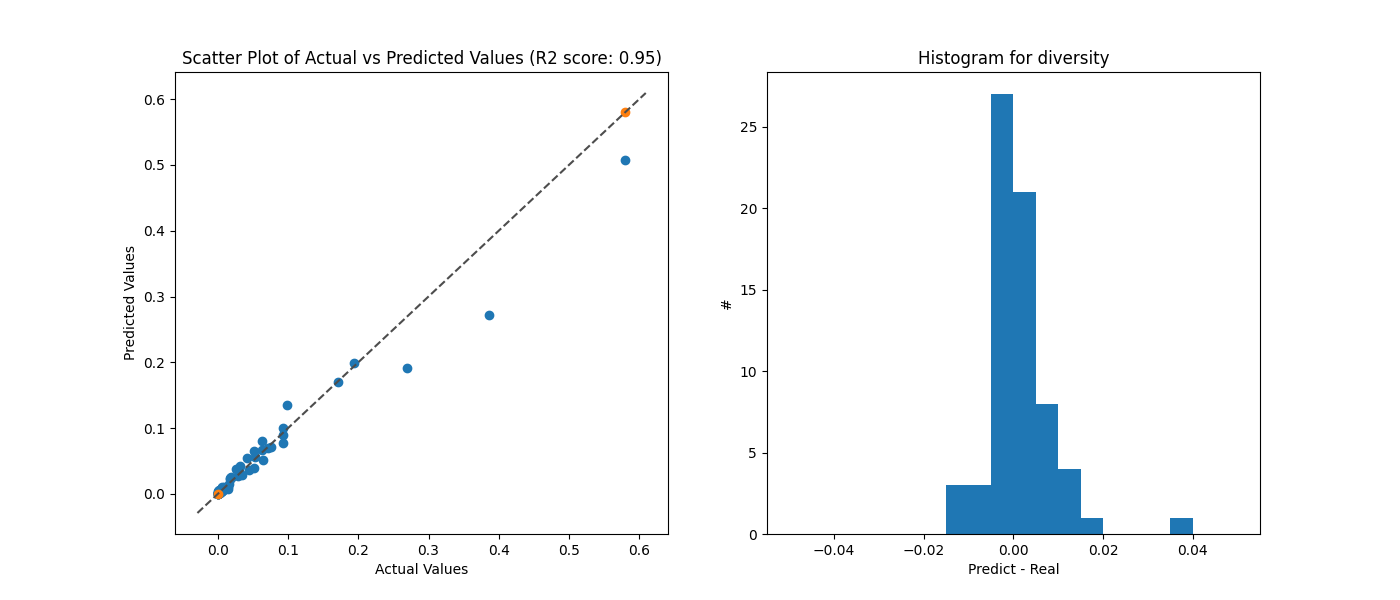 Scatter Plot of Actual vs Predicted Values (R2 score: 0.95)
0.6
0.5
0.4
0.3
0.2
0.1
0.0
Predicted Values
0.0 0.1 0.2 0.3 0.4 0.5 0.6
Actual Values
Histogram for diversity
25
20
15
10
5
0
#
−0.04 −0.02 0.00 0.02 0.04
Predict - Real